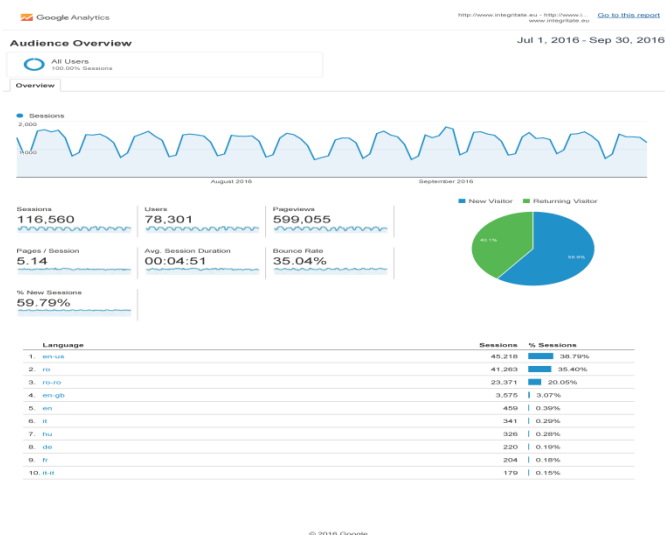 Google Analytics
http://www.integritate.eu - http://www.i...
www.integritate.eu
Go to this report
Audience Overview
Jul 1, 2016 - Sep 30, 2016
All Users
100.00% Sessions
Overview
Sessions
2,000
1,000
August 2016
September 2016
Sessions
116,560
Users
78,301
Pageviews
599,055
Pages / Session
5.14
Avg. Session Duration
00:04:51
Bounce Rate
35.04%
% New Sessions
59.79%
New Visitor
Returning Visitor
40.1%
59.9%
Language
Sessions
% Sessions
1. en-us 45,218 38.79%
2. ro 41,263 35.40%
3. ro-ro 23,371 20.05%
4. en-gb 3,575 3.07%
5. en 459 0.39%
6. it 341 0.29%
7. hu 326 0.28%
8. de 220 0.19%
9. fr 204 0.18%
10. it-it 179 0.15%
© 2016 Google